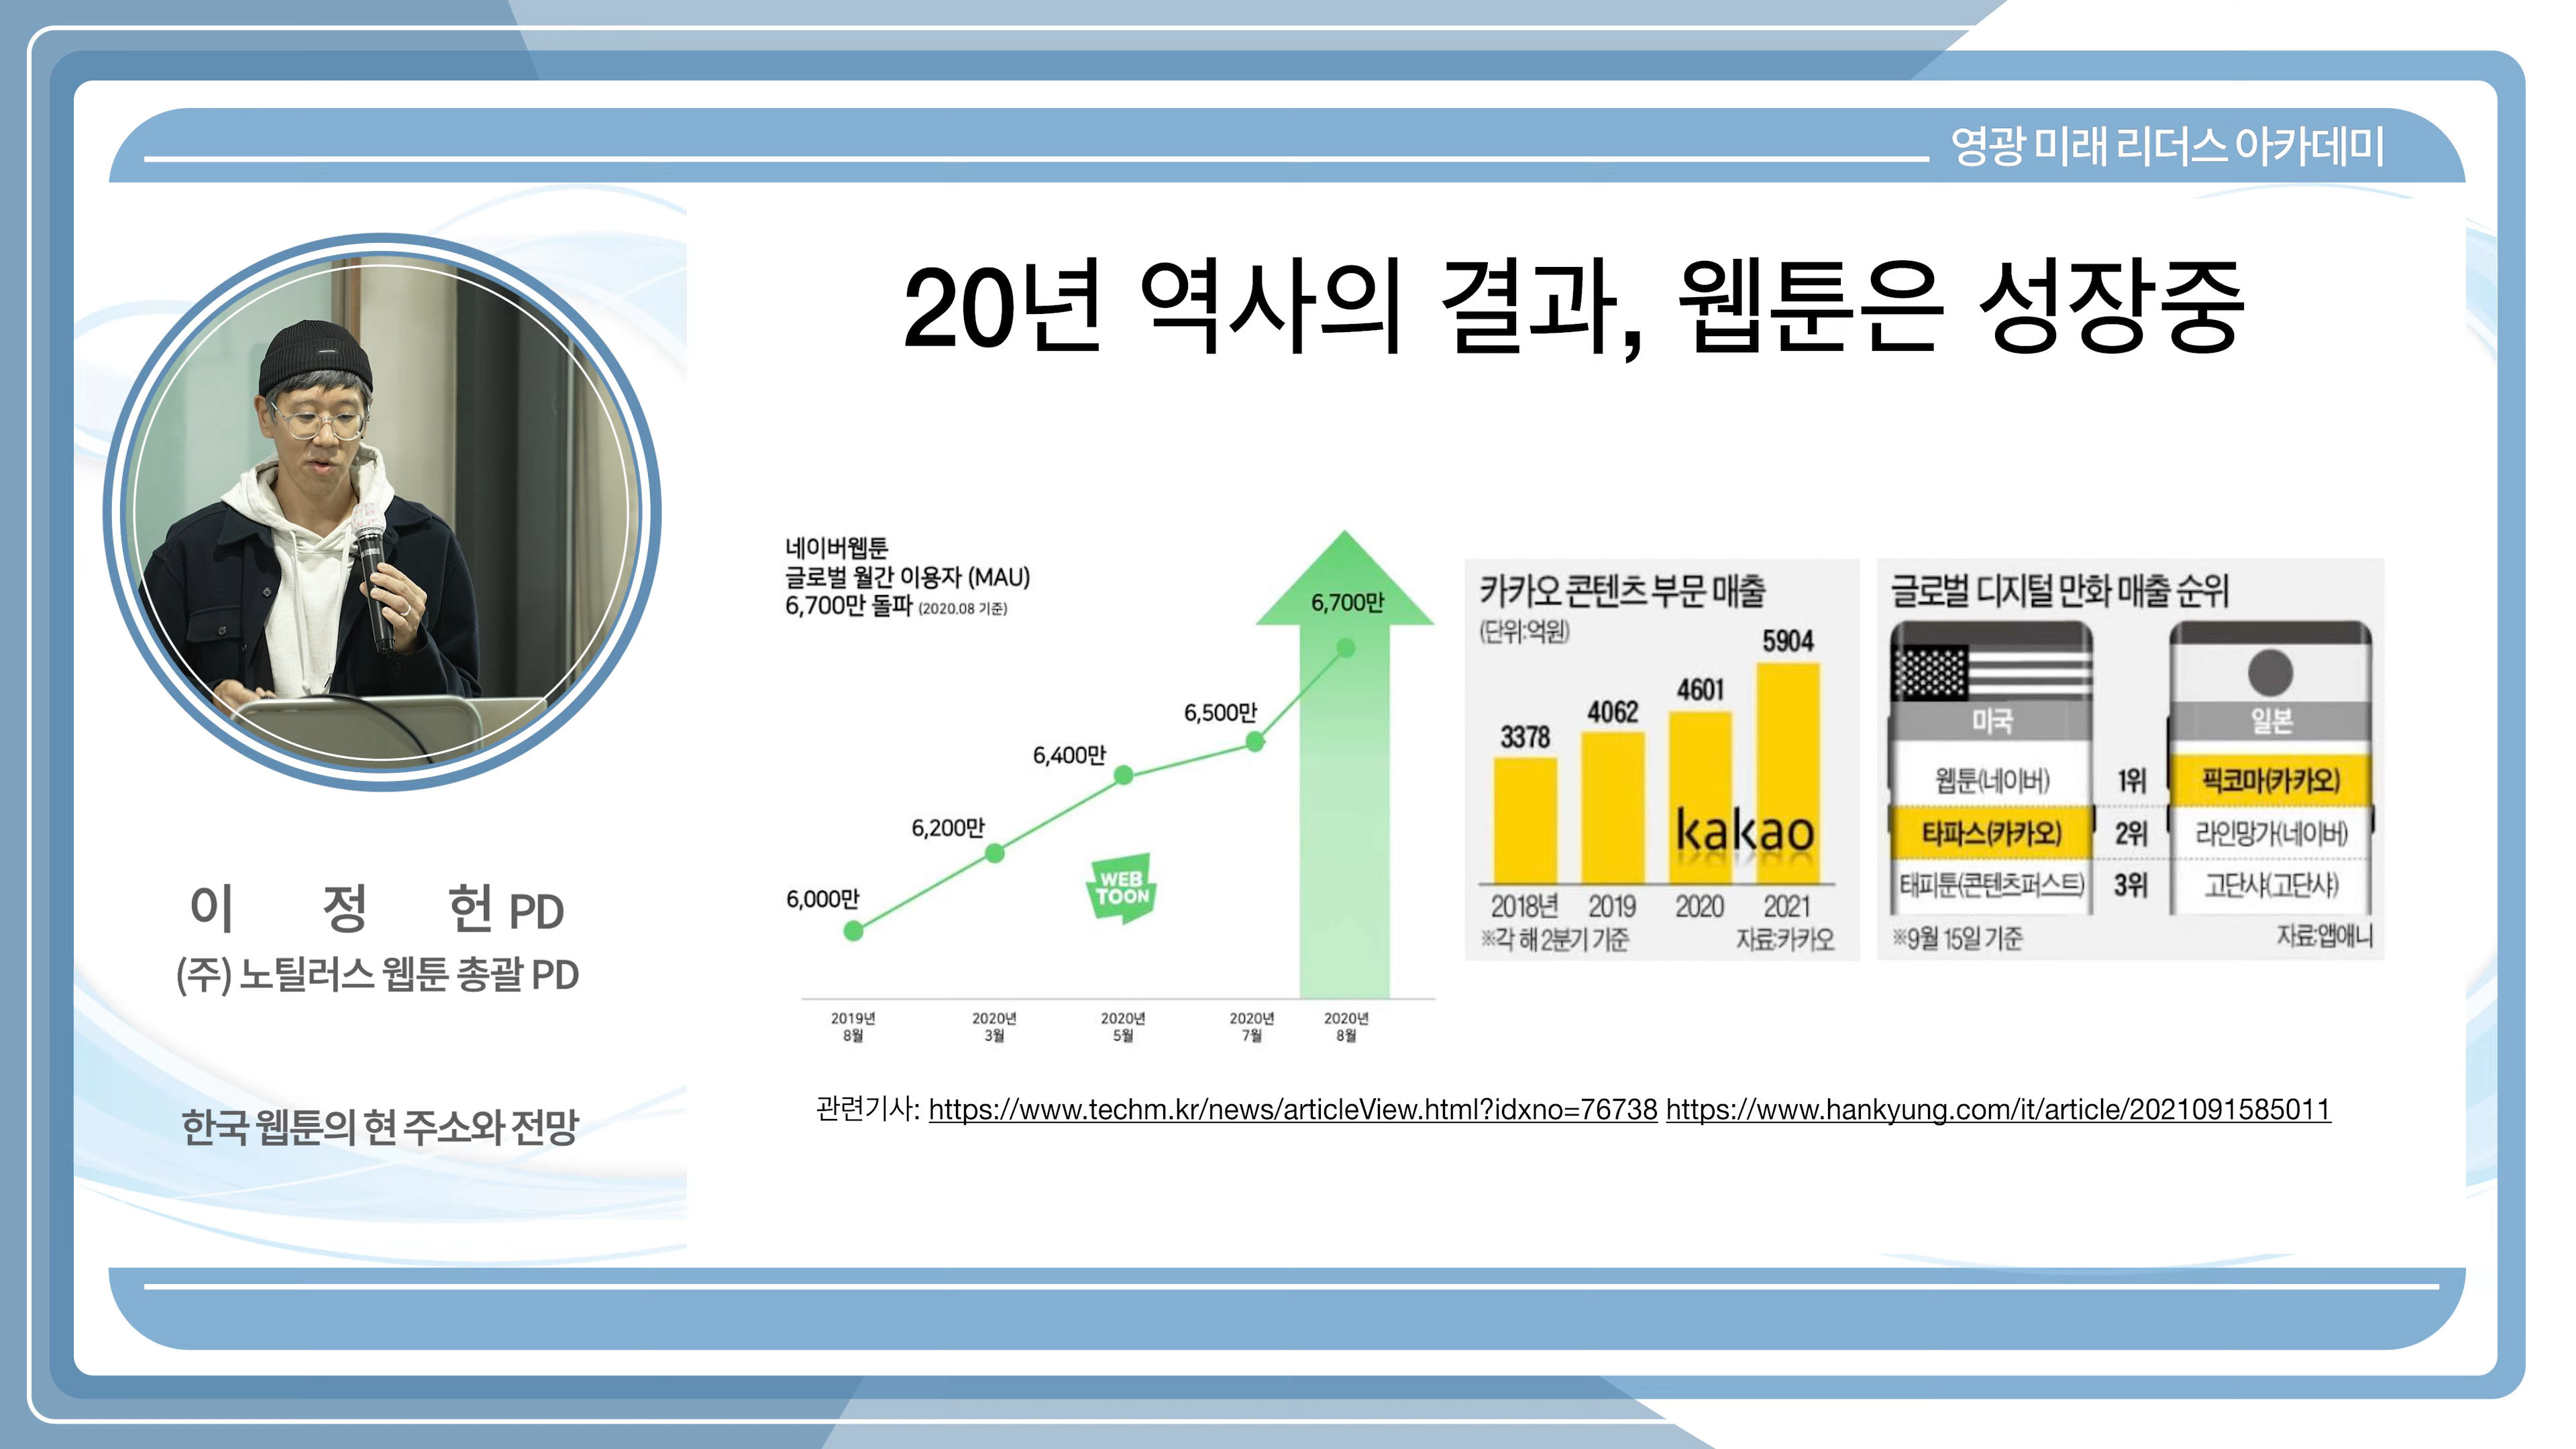 영광 미래 리더스 아카데미
20년 역사의 결과, 웹툰은 성장중
이 정 헌 PD
(주) 노틸러스 웹툰 총괄 PD
한국 웹툰의 현 주소와 전망
네이버웹툰
글로벌 월간 이용자 (MAU)
6,700만 돌파 (2020.08 기준)
6,000만
6,200만
6,400만
6,500만
6,700만
WEB
TOON
2019년 2020년 2020년 2020년 2020년
8월 3월 5월 7월 8월
카카오 콘텐츠 부문 매출
(단위:억원)
3378
4062
4601
5904
kakao
2018년 2019 2020 2021
※각 해 2분기 기준 자료:카카오
글로벌 디지털 만화 매출 순위
미국 일본
웹툰(네이버) 1위 픽코마(카카오)
타파스(카카오) 2위 라인망가(네이버)
태피툰(콘텐츠퍼스트) 3위 고단샤(고단샤)
※9월 15일 기준 자료:앱애니
관련기사: https://www.techm.kr/news/articleView.html?idxno=76738 https://www.hankyung.com/it/article/2021091585011